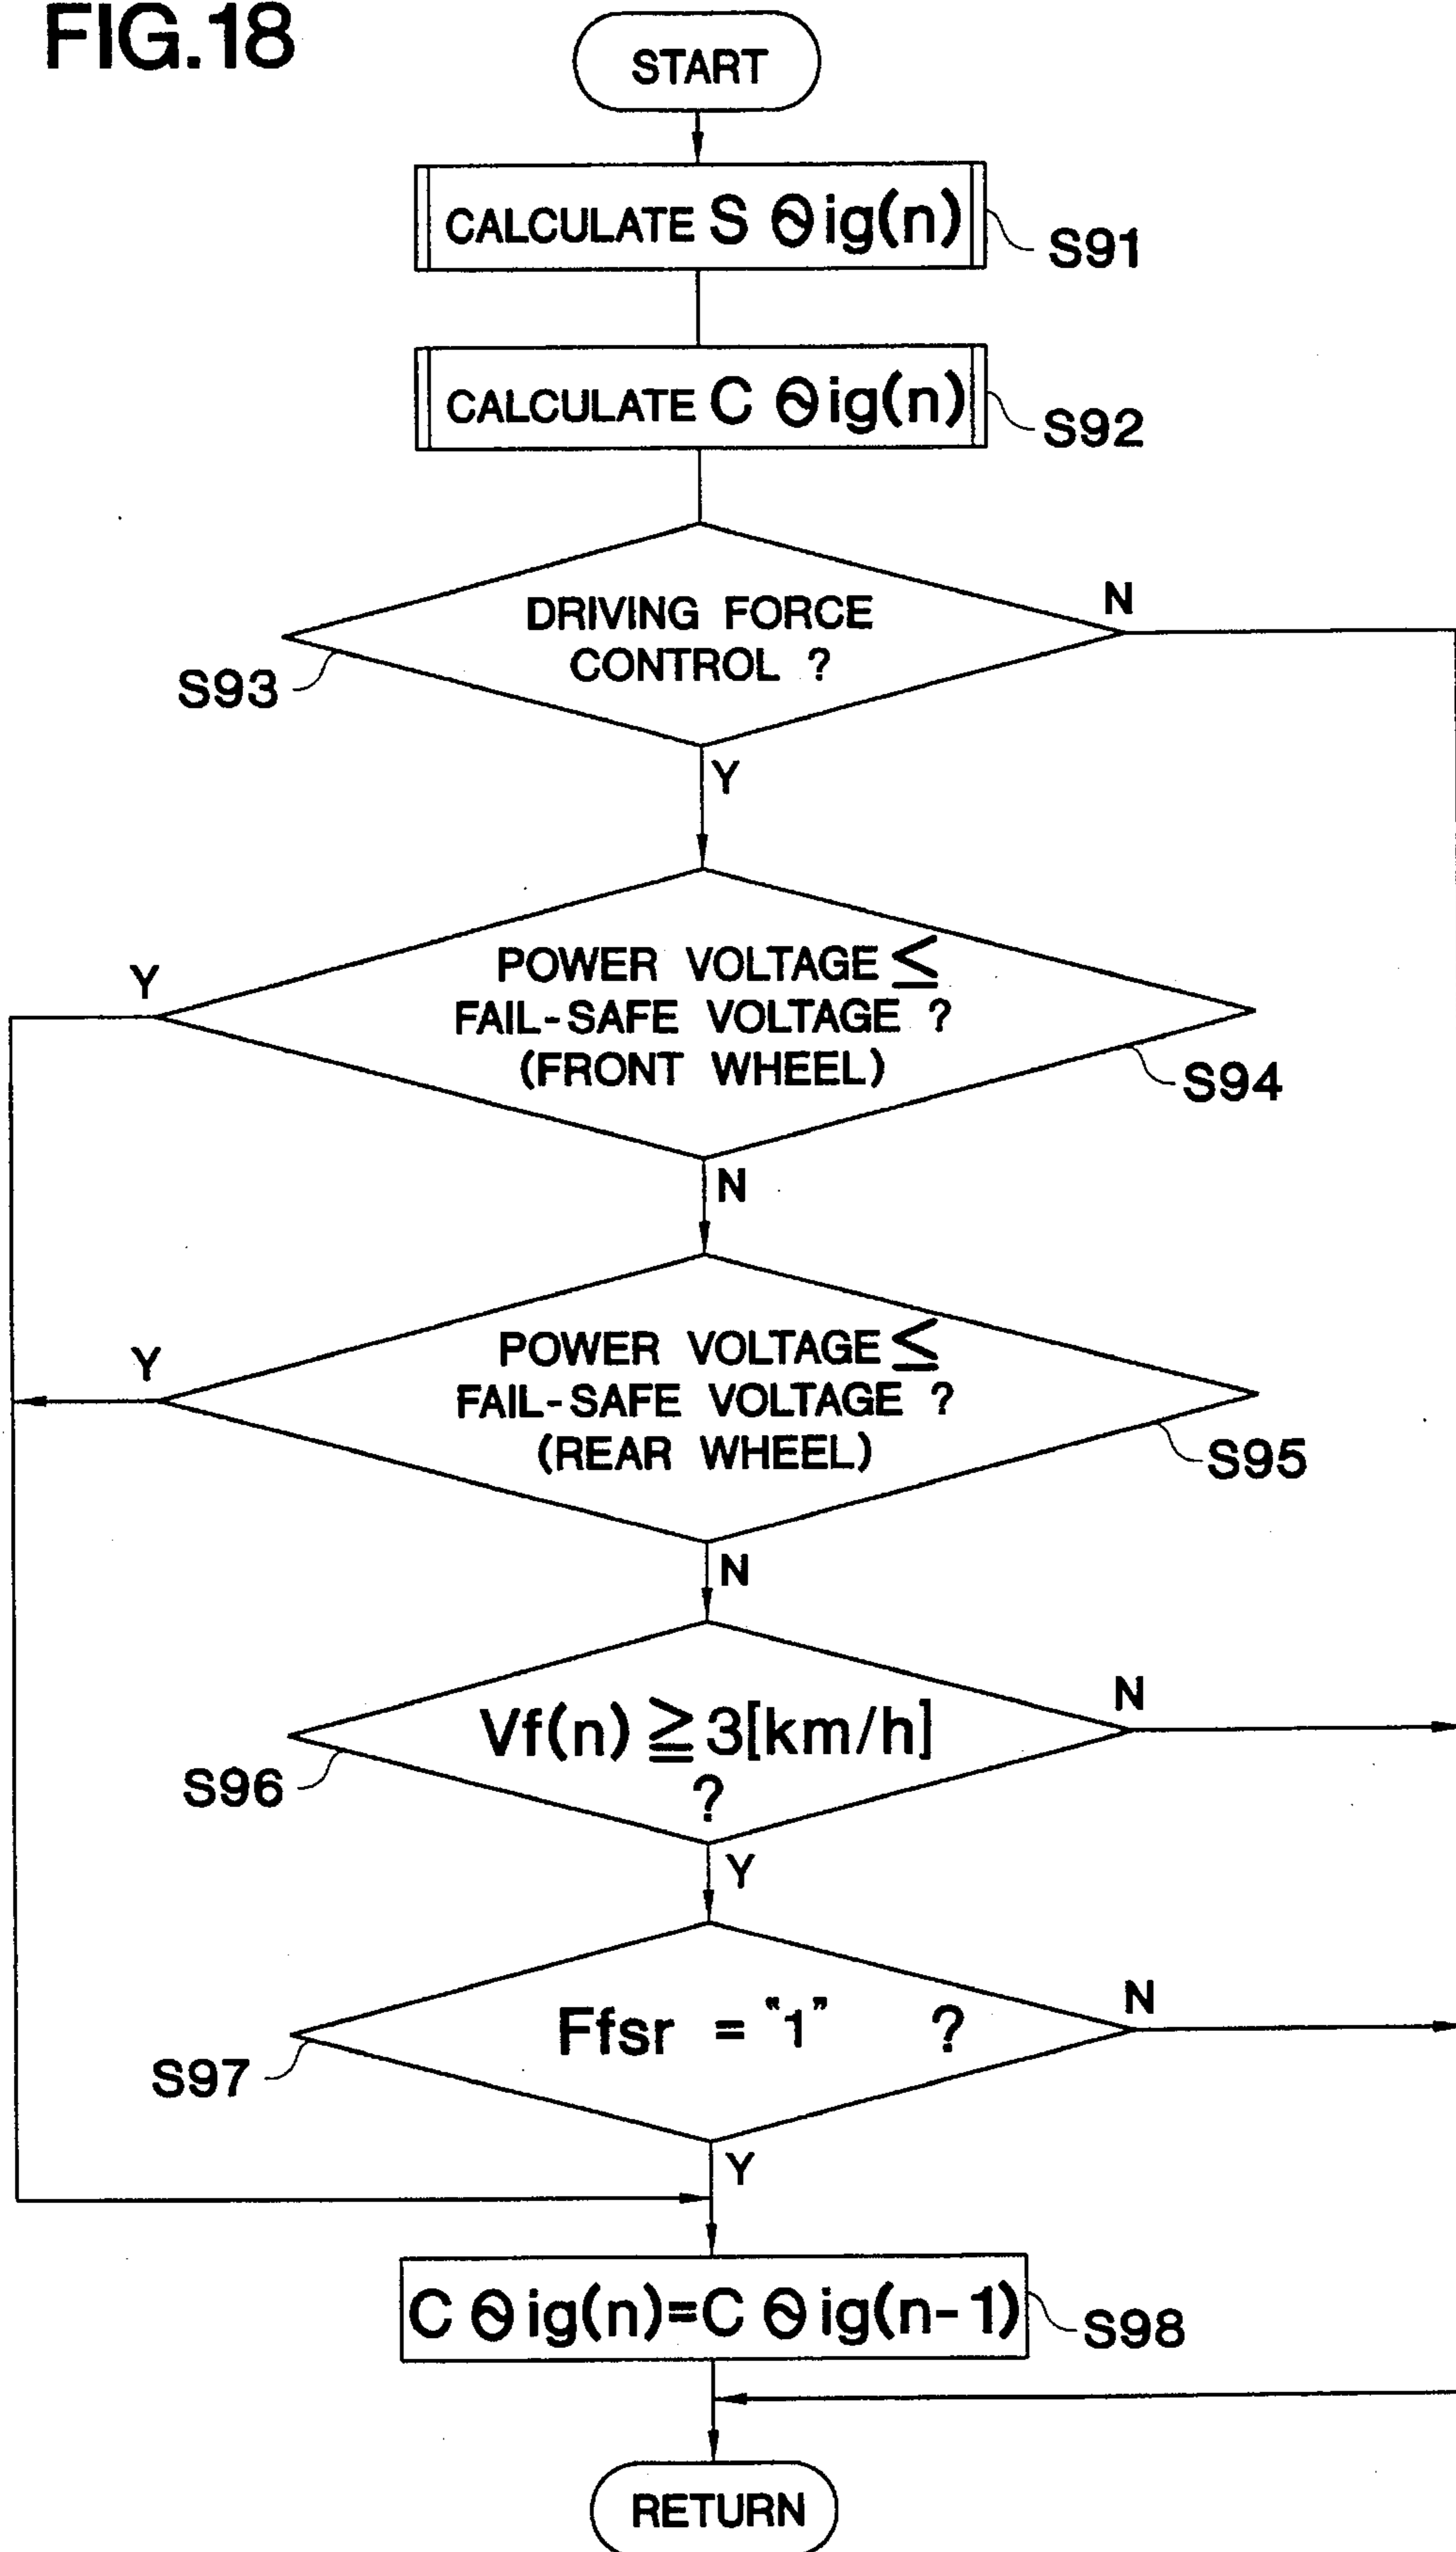 FIG.18
START
CALCULATE S Θig(n)
S91
CALCULATE C Θig(n)
S92
DRIVING FORCE
CONTROL ?
N
S93
Y
POWER VOLTAGE ≤
FAIL-SAFE VOLTAGE ?
(FRONT WHEEL)
Y
S94
N
POWER VOLTAGE ≤
FAIL-SAFE VOLTAGE ?
(REAR WHEEL)
Y
S95
N
Vf(n) ≧ 3[km/h]
?
N
S96
Y
Ffsr = "1" ?
N
S97
Y
C Θig(n)=C Θig(n-1)
S98
RETURN